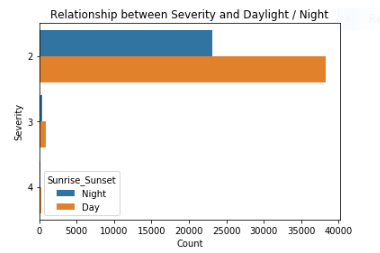 Relationship between Severity and Daylight / Night
Severity
2
3
4
Sunrise_Sunset
Night
Day
0 5000 10000 15000 20000 25000 30000 35000 40000
Count